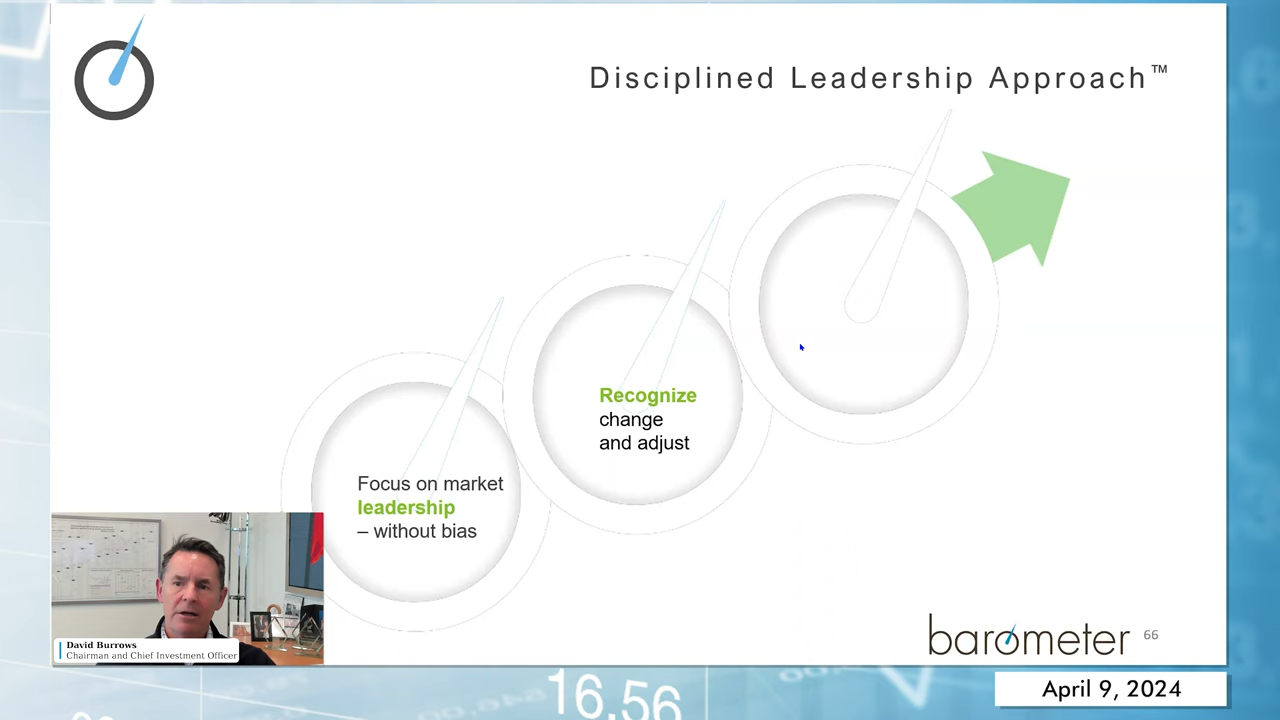 Disciplined Leadership Approach™
Recognize
change
and adjust
Focus on market
leadership
– without bias
David Burrows
Chairman and Chief Investment Officer
barometer
66
April 9, 2024
16,56